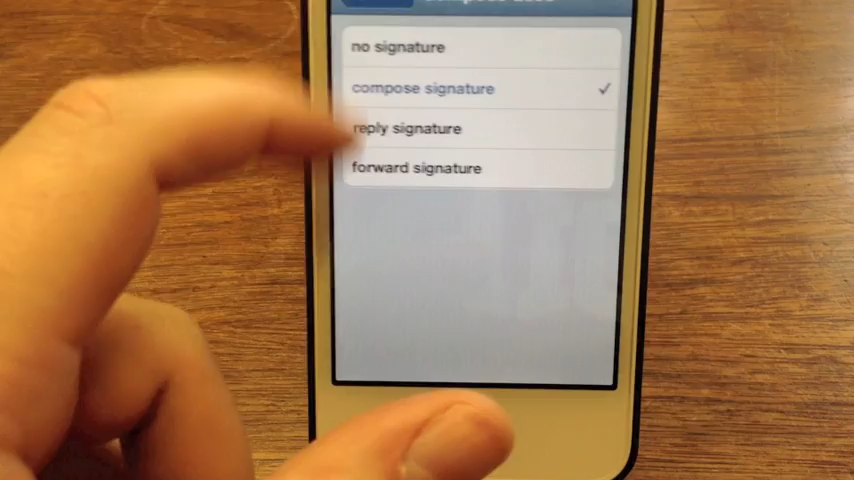 no signature
compose signature
reply signature
forward signature